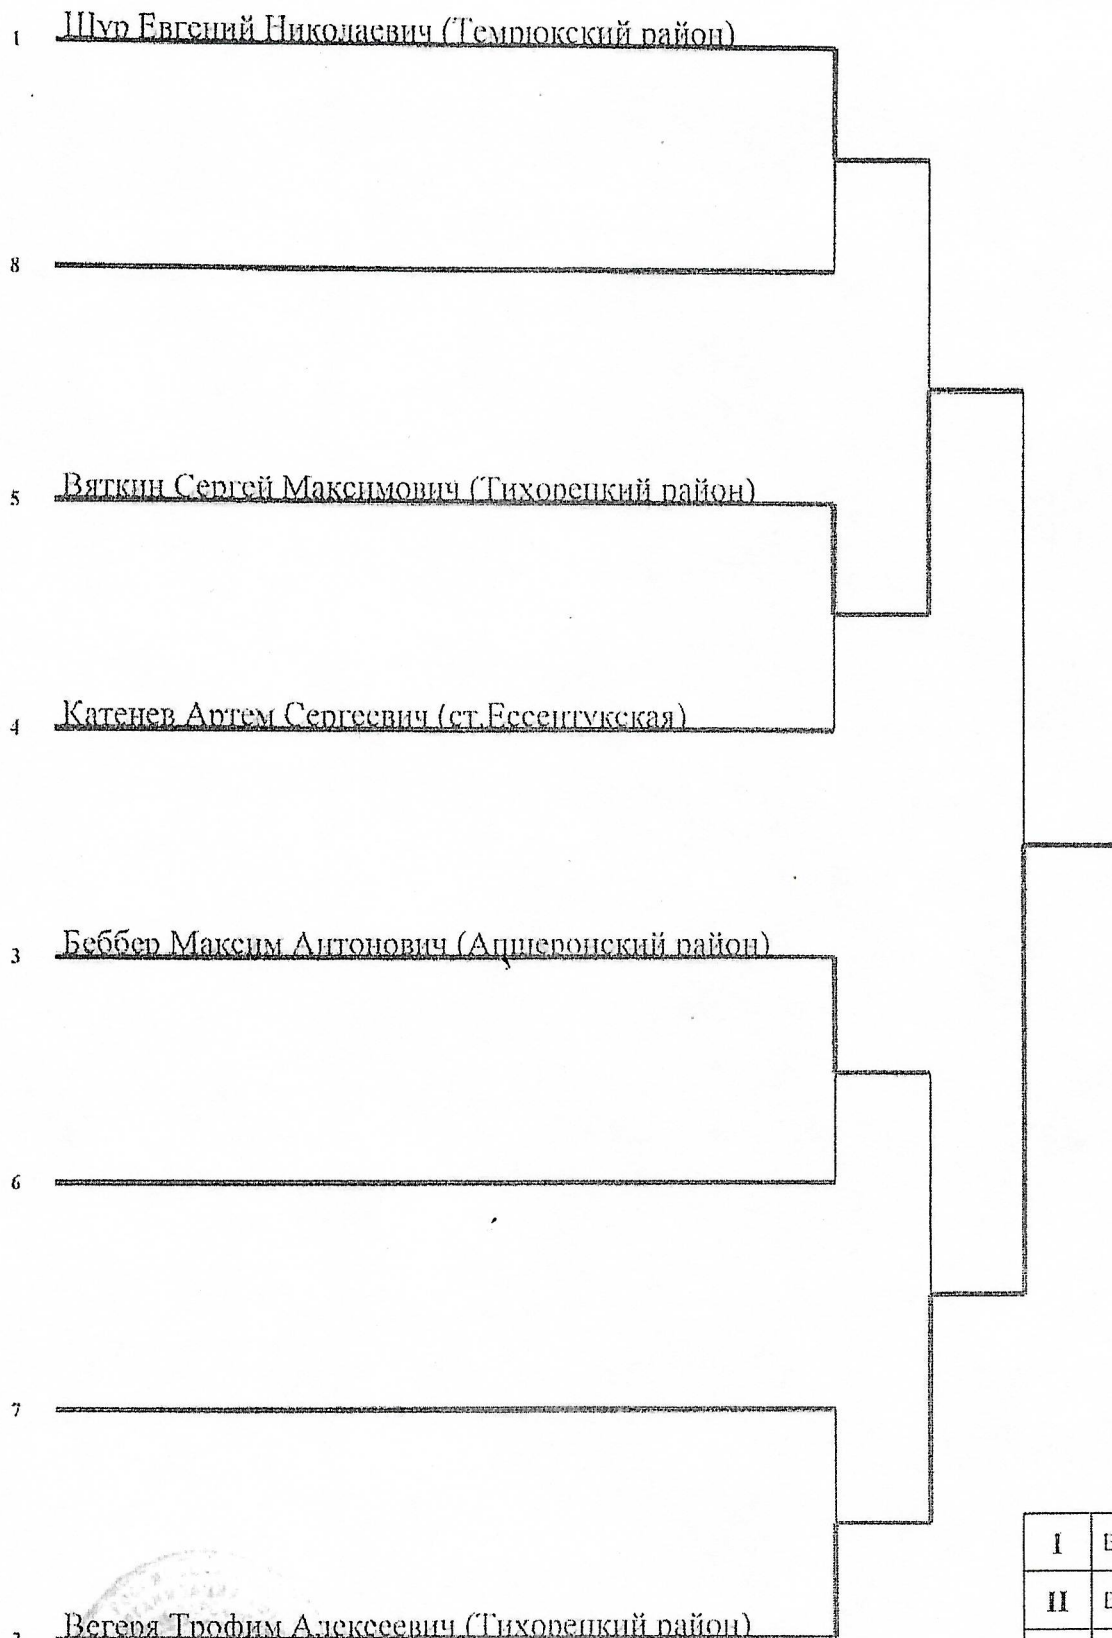 1 Шур Евгений Николаевич (Темрюкский район)
8
5 Вяткин Сергей Максимович (Тихорецкий район)
4 Катенев Артем Сергеевич (ст.Ессентукская)
3 Беббер Максим Антонович (Апшеронский район)
6
7
Вегеря Трофим Алексеевич (Тихорецкий район)
I
II